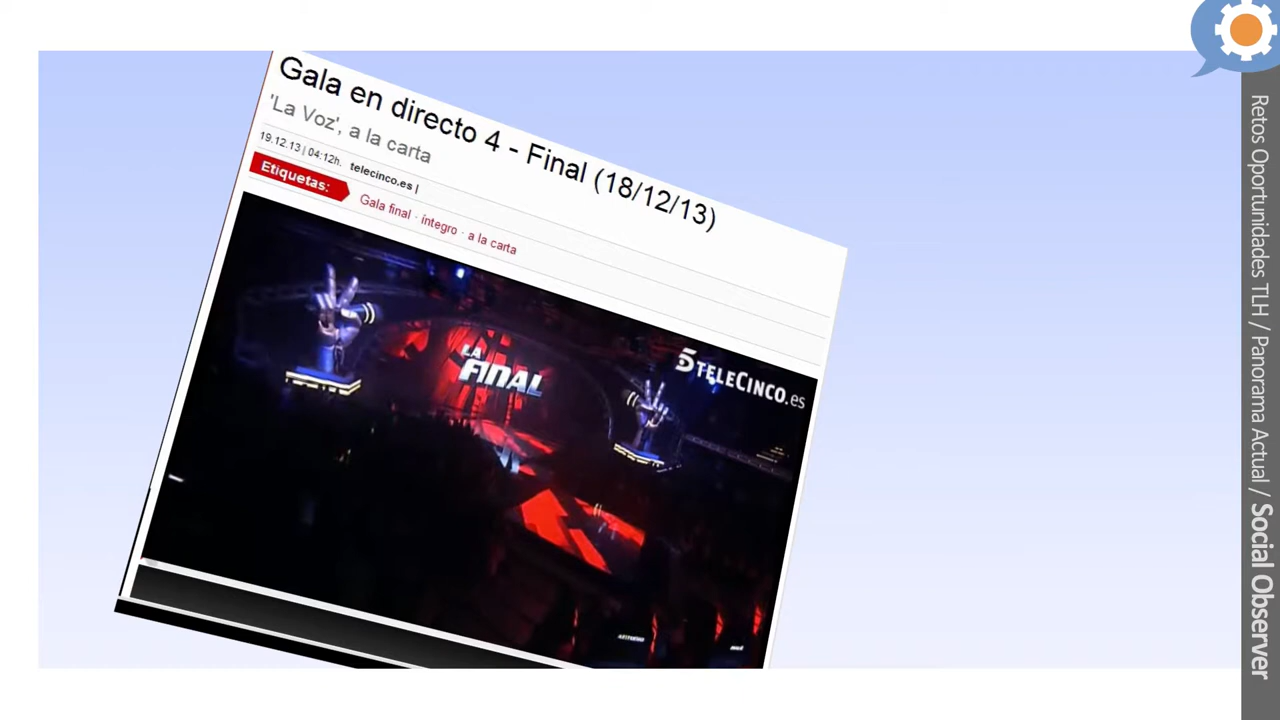 Gala en directo 4 - Final (18/12/13)
'La Voz', a la carta
19.12.13 | 04:12h. telecinco.es |
Etiquetas: Gala final · íntegro · a la carta
LA
FINAL
5 TELECINCO.es
Retos Oportunidades TLH / Panorama Actual / Social Observer